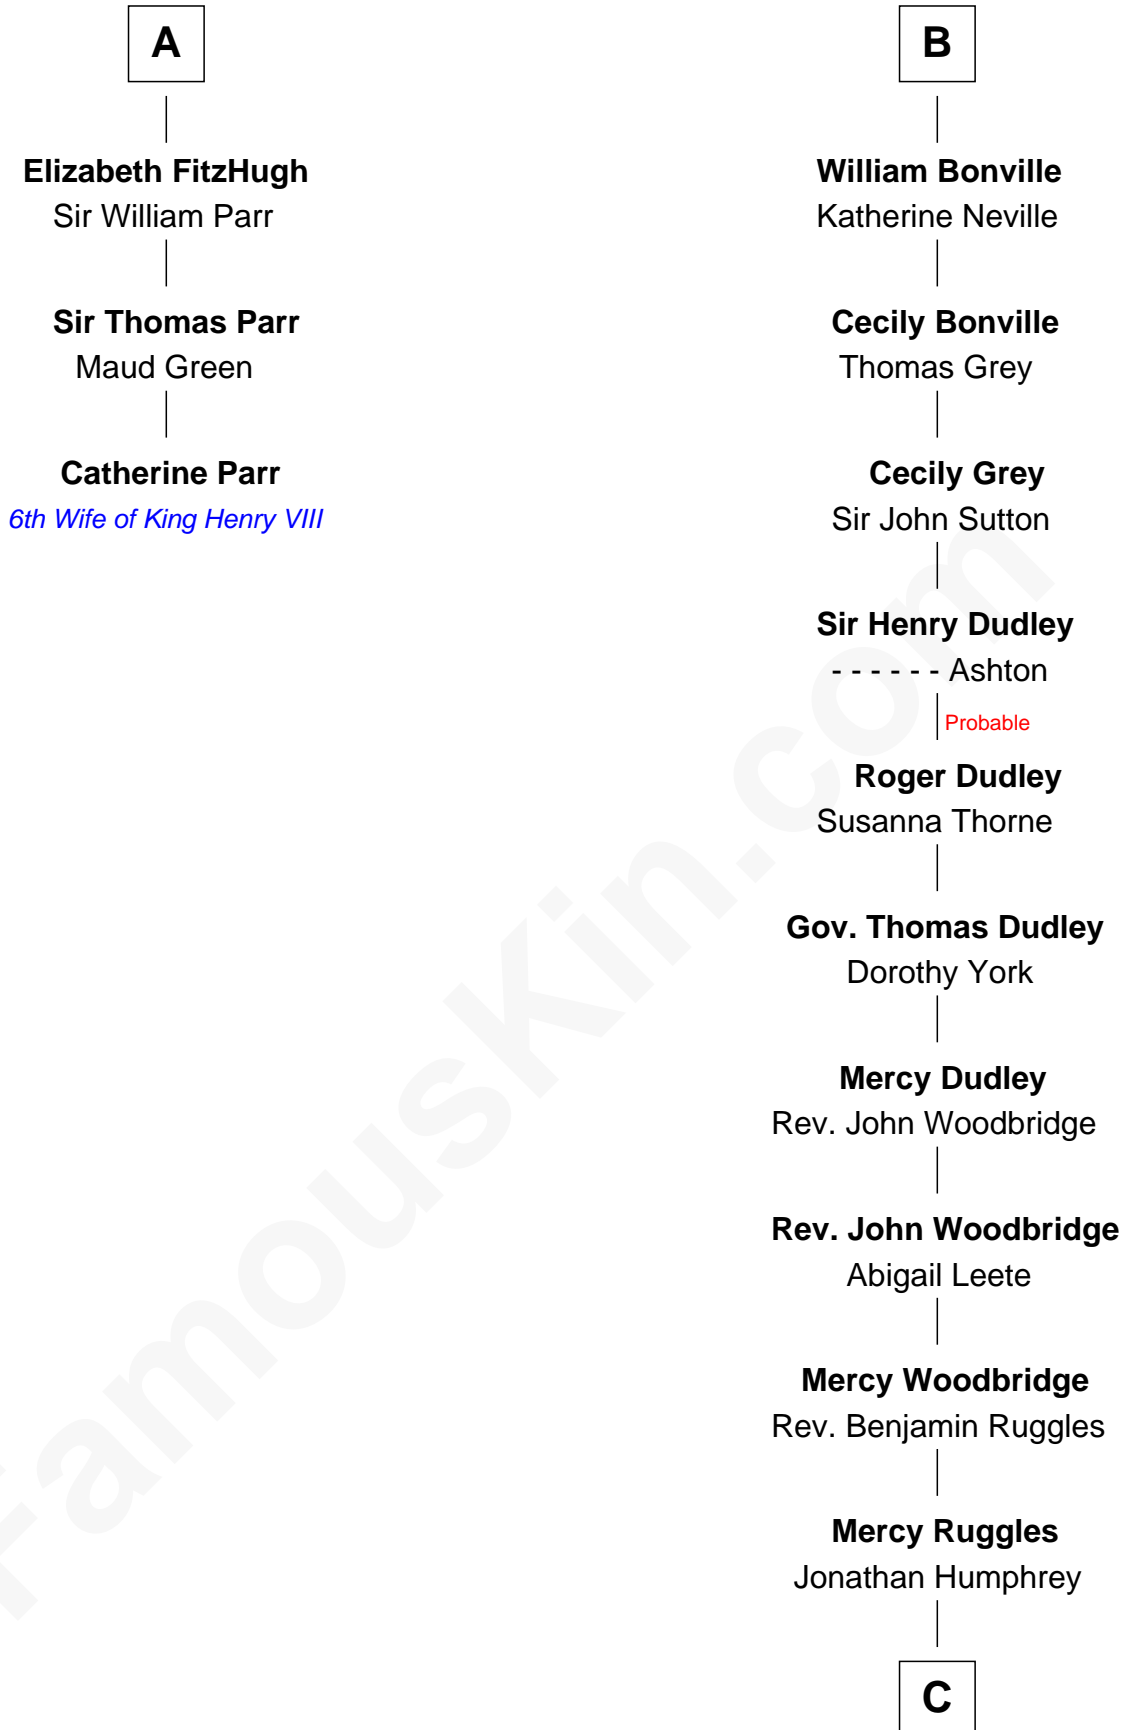 A
Elizabeth FitzHugh
Sir William Parr
Sir Thomas Parr
Maud Green
Catherine Parr
6th Wife of King Henry VIII
B
William Bonville
Katherine Neville
Cecily Bonville
Thomas Grey
Cecily Grey
Sir John Sutton
Sir Henry Dudley
- - - - - - Ashton
Probable
Roger Dudley
Susanna Thorne
Gov. Thomas Dudley
Dorothy York
Mercy Dudley
Rev. John Woodbridge
Rev. John Woodbridge
Abigail Leete
Mercy Woodbridge
Rev. Benjamin Ruggles
Mercy Ruggles
Jonathan Humphrey
C
FamousKin.com